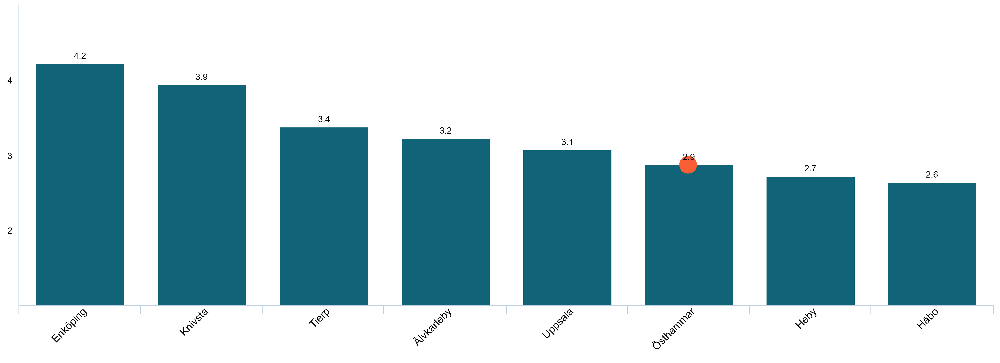 4.2
3.9
3.4
3.2
3.1
2.9
2.7
2.6
4
3
2
Enköping
Knivsta
Tierp
Älvkarleby
Uppsala
Östhammar
Heby
Håbo